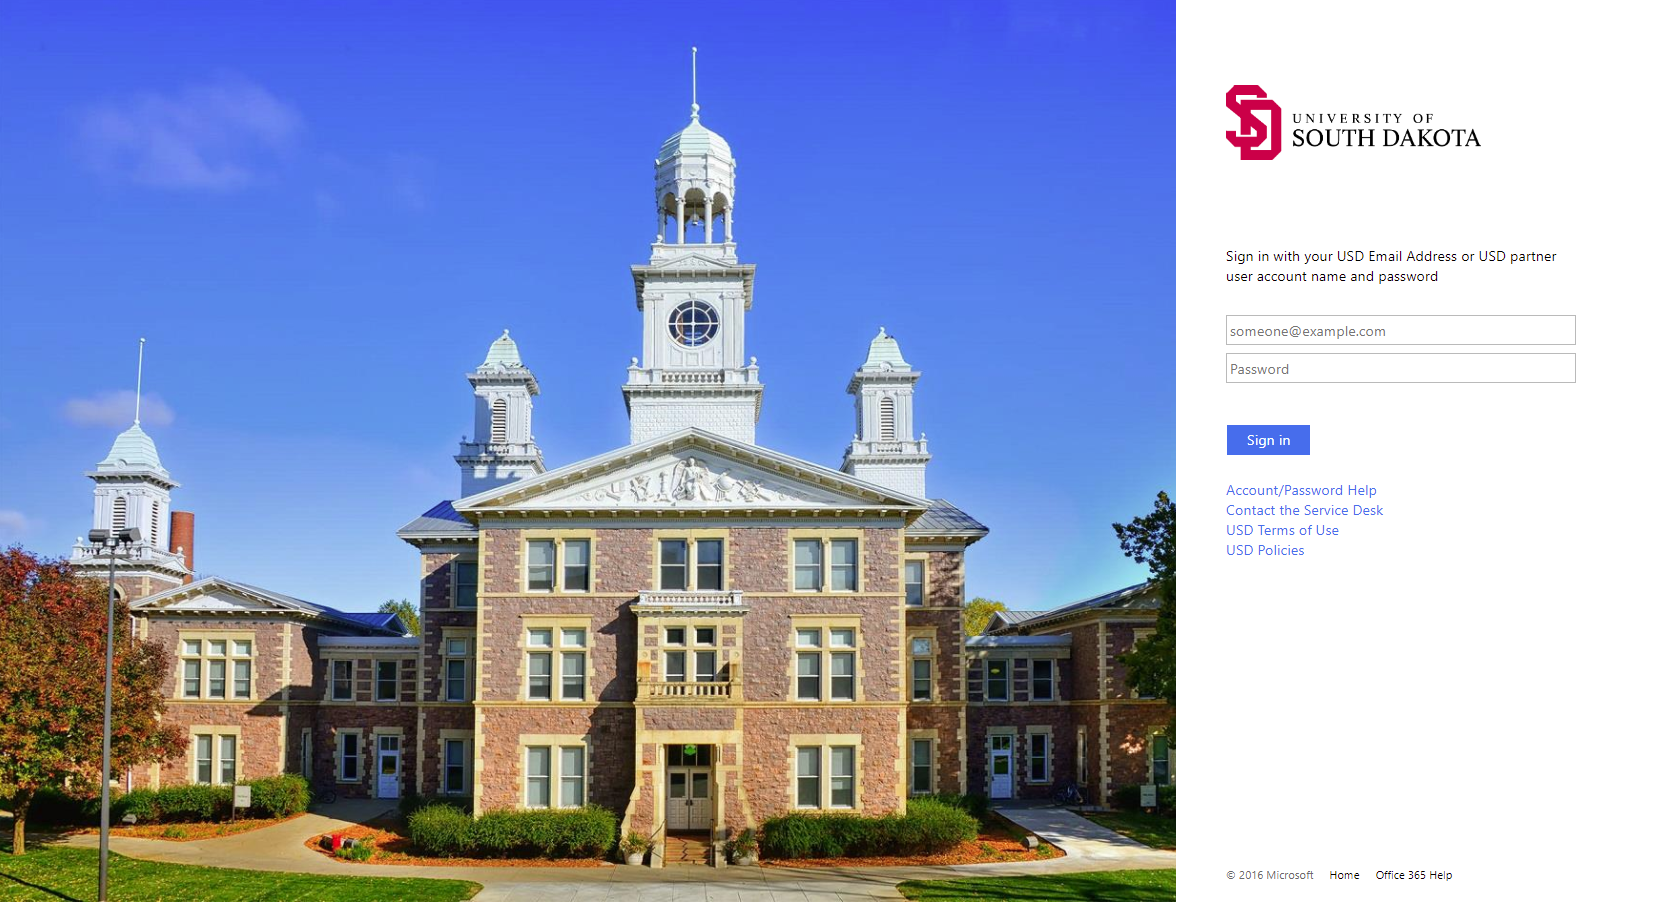 UNIVERSITY OF
SOUTH DAKOTA
Sign in with your USD Email Address or USD partner
user account name and password
someone@example.com
Password
Sign in
Account/Password Help
Contact the Service Desk
USD Terms of Use
USD Policies
© 2016 Microsoft Home Office 365 Help